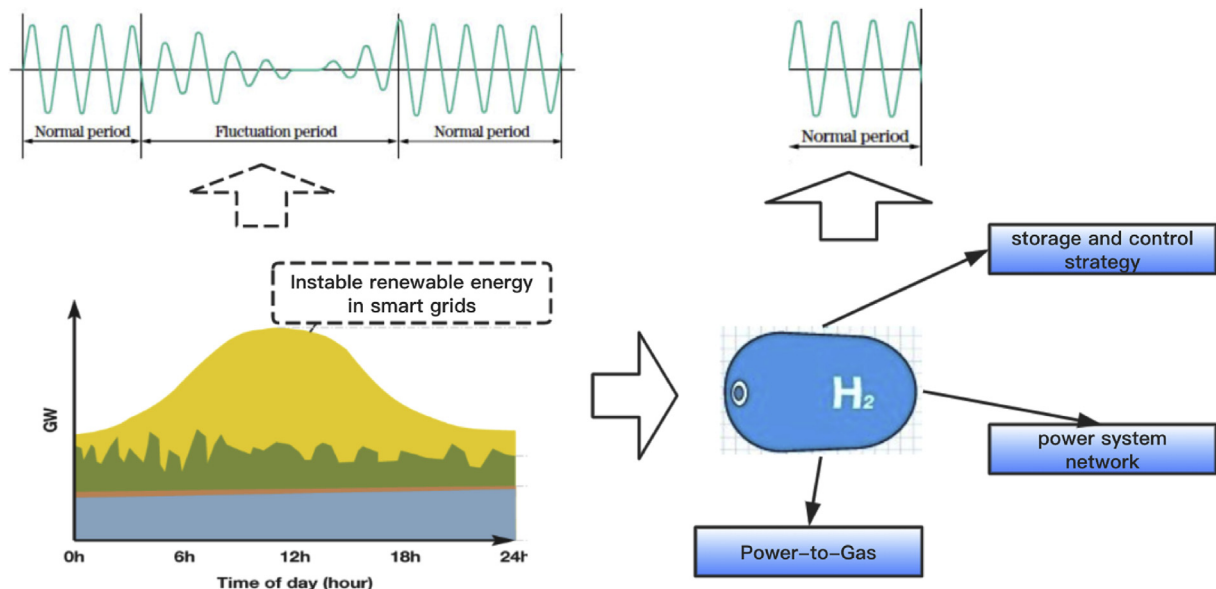 Normal period
Fluctuation period
Normal period
Normal period
Instable renewable energy
in smart grids
storage and control
strategy
GW
H2
power system
network
0h
6h
12h
18h
24h
Time of day (hour)
Power-to-Gas